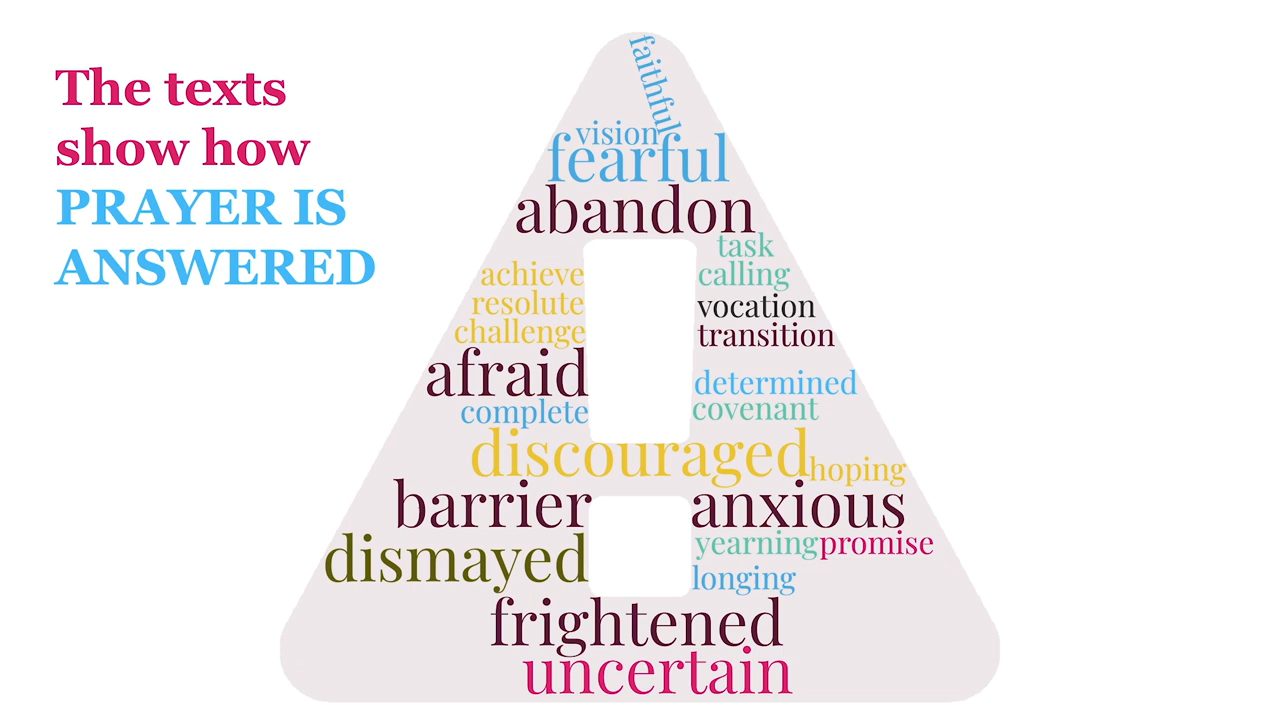 The texts
show how
PRAYER IS
ANSWERED
faithful
vision
fearful
abandon
task
achieve
calling
resolute
vocation
challenge
transition
afraid
determined
complete
covenant
discouraged
hoping
barrier
anxious
yearning
promise
dismayed
longing
frightened
uncertain